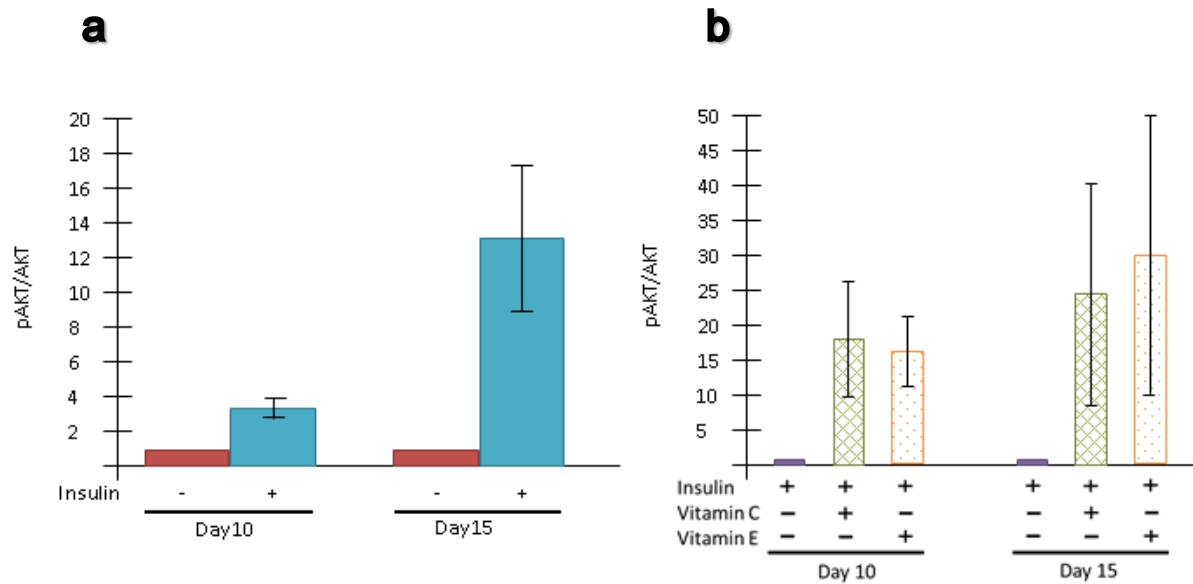 a
20
18
16
14
12
10
8
6
4
2
pAKT/AKT
Insulin - + - +
Day10 Day15
b
50
45
40
35
30
25
20
15
10
5
pAKT/AKT
Insulin + + + + + +
Vitamin C − + − − + −
Vitamin E − − + − − +
Day 10 Day 15